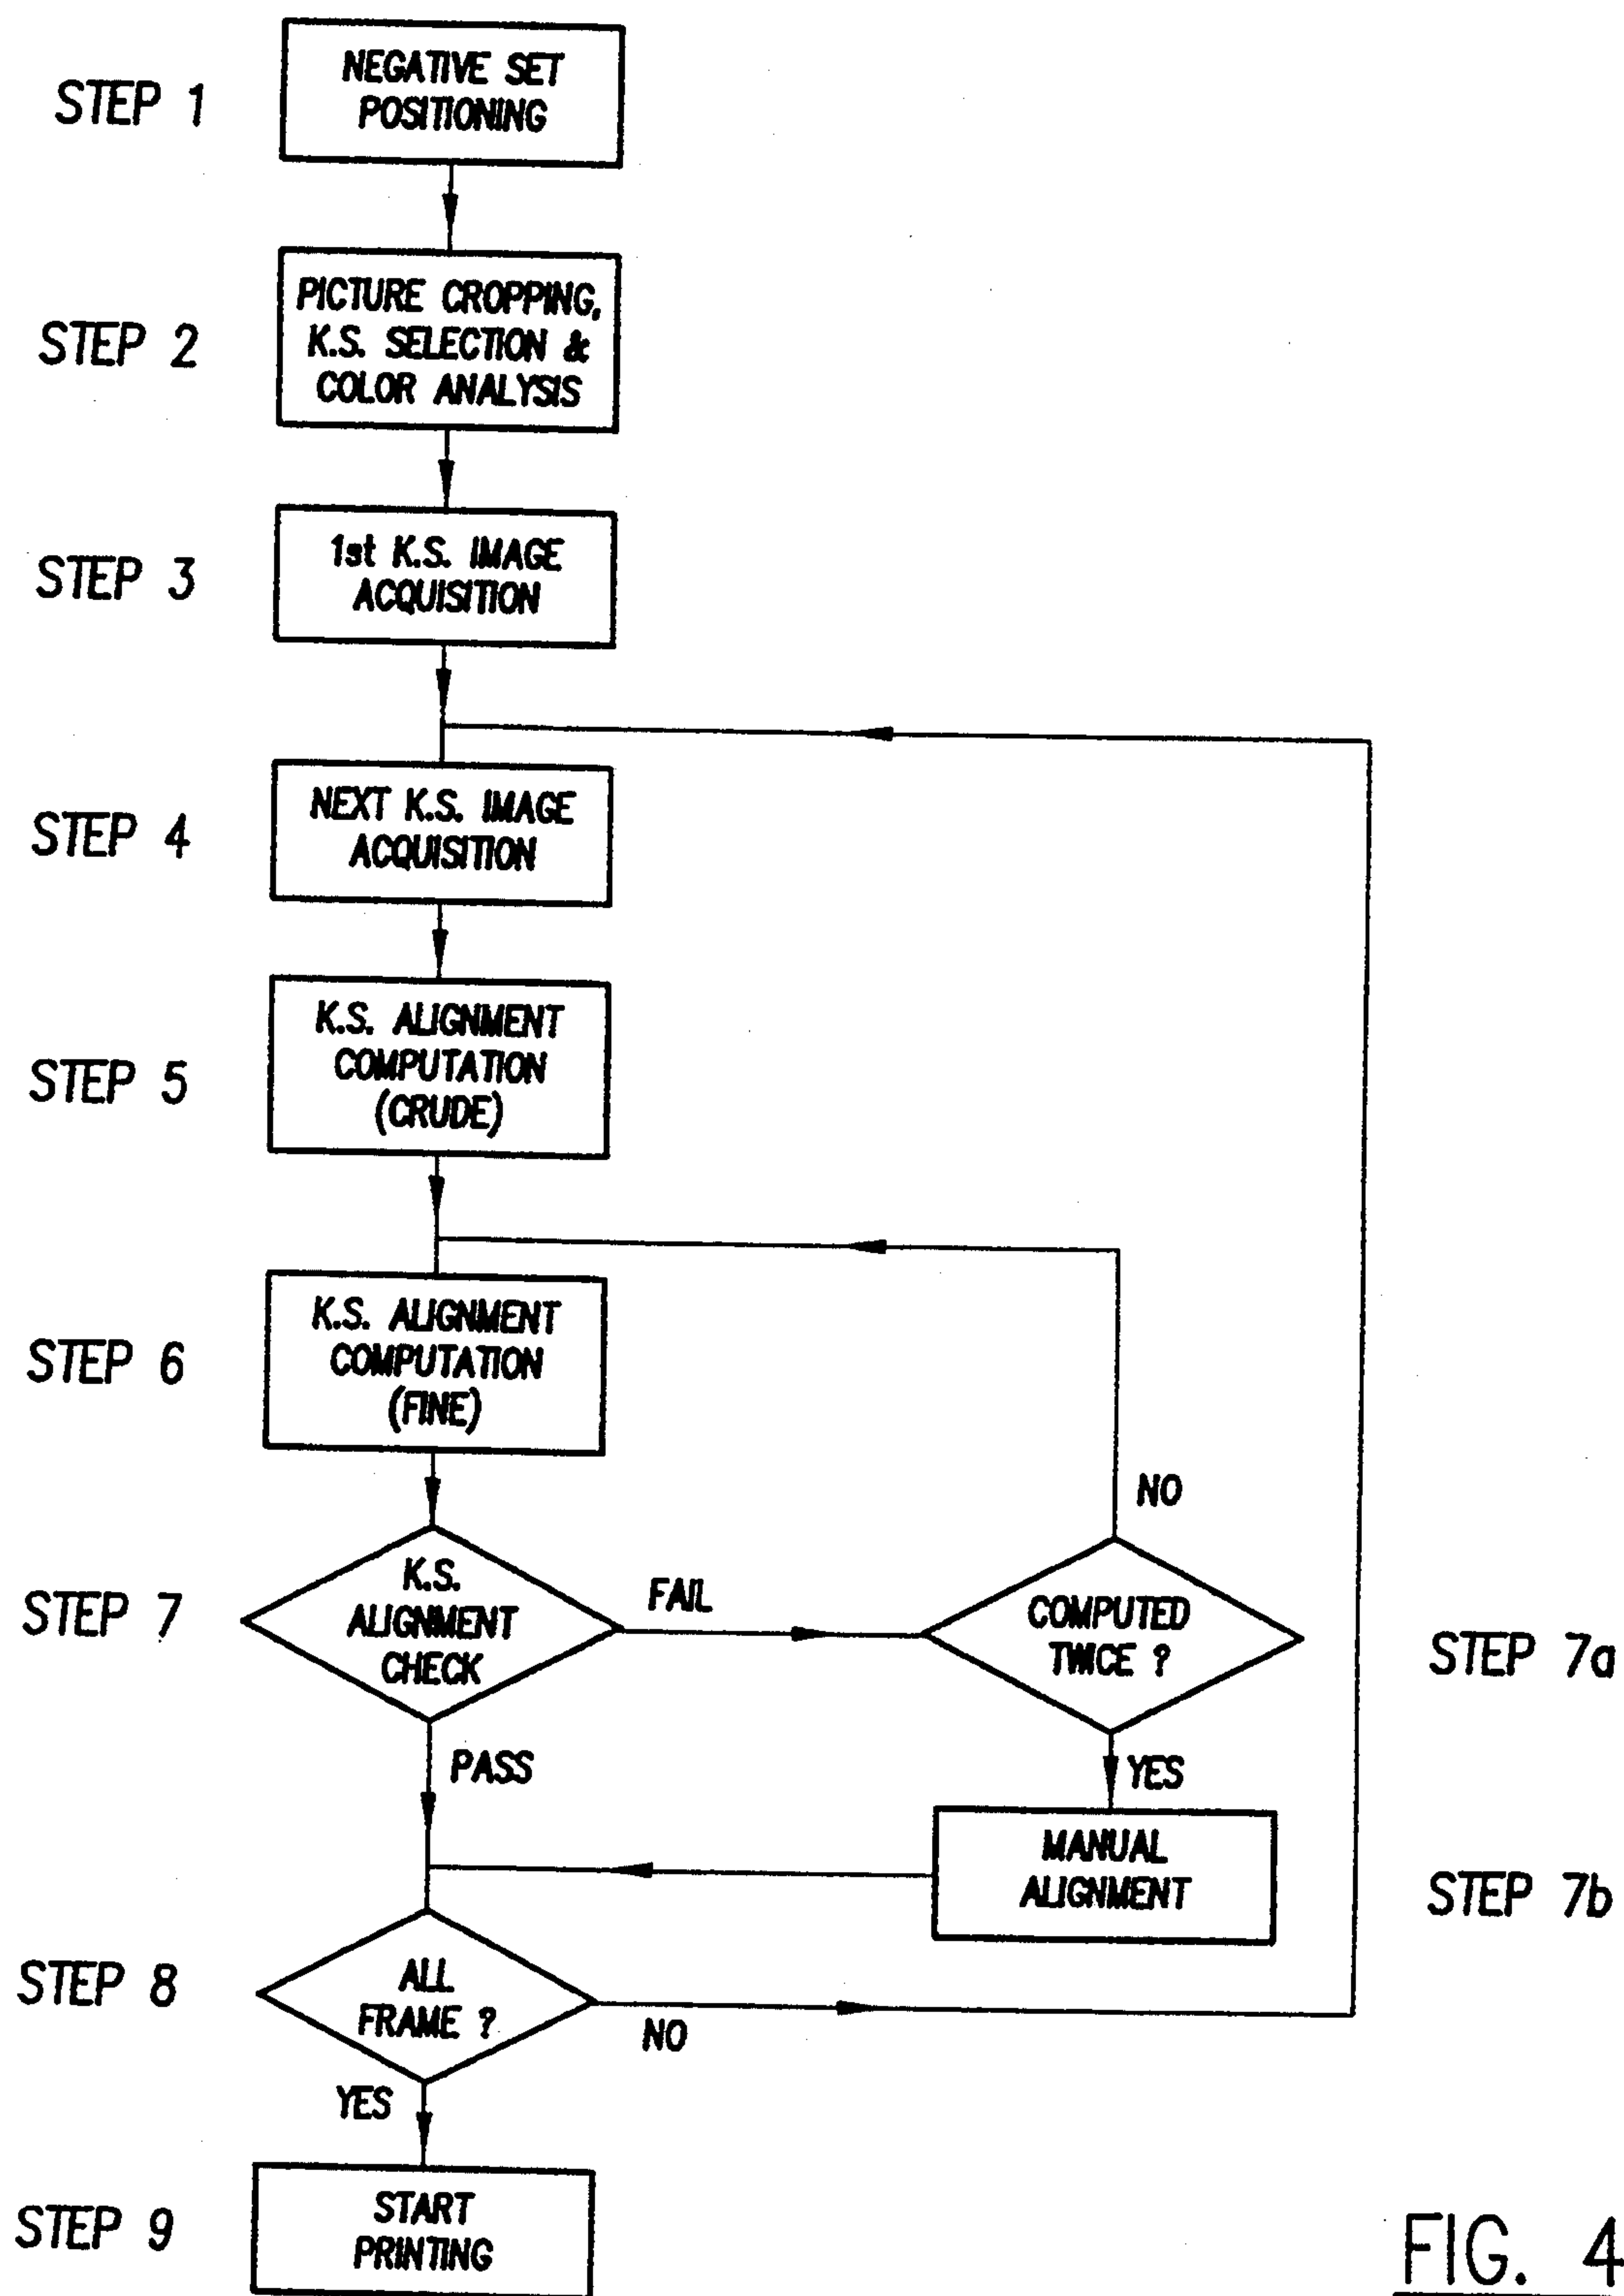 STEP 1
NEGATIVE SET
POSITIONING
STEP 2
PICTURE CROPPING,
K.S. SELECTION &
COLOR ANALYSIS
STEP 3
1st K.S. IMAGE
ACQUISITION
STEP 4
NEXT K.S. IMAGE
ACQUISITION
STEP 5
K.S. ALIGNMENT
COMPUTATION
(CRUDE)
STEP 6
K.S. ALIGNMENT
COMPUTATION
(FINE)
NO
STEP 7
K.S.
ALIGNMENT
CHECK
FAIL
COMPUTED
TWICE ?
STEP 7a
PASS
YES
MANUAL
ALIGNMENT
STEP 7b
STEP 8
ALL
FRAME ?
NO
YES
STEP 9
START
PRINTING
FIG. 4